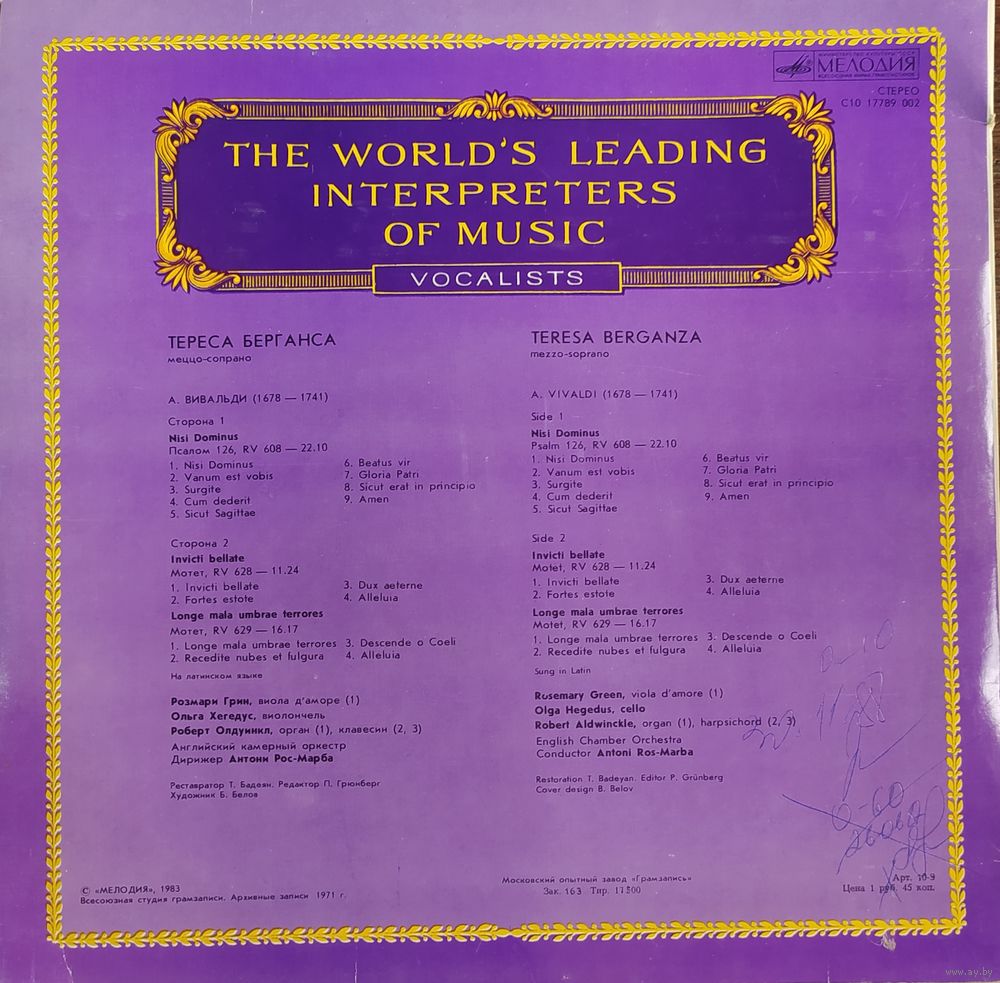 МИНИСТЕРСТВО КУЛЬТУРЫ СССР
МЕЛОДИЯ
ВСЕСОЮЗНАЯ ФИРМА ГРАМПЛАСТИНОК
СТЕРЕО
С10 17789 002
THE WORLD'S LEADING
INTERPRETERS
OF MUSIC
VOCALISTS
ТЕРЕСА БЕРГАНСА
меццо-сопрано
А. ВИВАЛЬДИ (1678 — 1741)
Сторона 1
Nisi Dominus
Псалом 126, RV 608 — 22.10
1. Nisi Dominus
2. Vanum est vobis
3. Surgite
4. Cum dederit
5. Sicut Sagittae
6. Beatus vir
7. Gloria Patri
8. Sicut erat in principio
9. Amen
Сторона 2
Invicti bellate
Мотет, RV 628 — 11.24
1. Invicti bellate
2. Fortes estote
3. Dux aeterne
4. Alleluia
Longe mala umbrae terrores
Мотет, RV 629 — 16.17
1. Longe mala umbrae terrores
2. Recedite nubes et fulgura
3. Descende o Coeli
4. Alleluia
На латинском языке
Розмари Грин, виола д'аморе (1)
Ольга Хегедус, виолончель
Роберт Олдуинкл, орган (1), клавесин (2, 3)
Английский камерный оркестр
Дирижер Антони Рос-Марба
Реставратор Т. Бадеян. Редактор П. Грюнберг
Художник Б. Белов
TERESA BERGANZA
mezzo-soprano
A. VIVALDI (1678 — 1741)
Side 1
Nisi Dominus
Psalm 126, RV 608 — 22.10
1. Nisi Dominus
2. Vanum est vobis
3. Surgite
4. Cum dederit
5. Sicut Sagittae
6. Beatus vir
7. Gloria Patri
8. Sicut erat in principio
9. Amen
Side 2
Invicti bellate
Motet, RV 628 — 11.24
1. Invicti bellate
2. Fortes estote
3. Dux aeterne
4. Alleluia
Longe mala umbrae terrores
Motet, RV 629 — 16.17
1. Longe mala umbrae terrores
2. Recedite nubes et fulgura
3. Descende o Coeli
4. Alleluia
Sung in Latin
Rosemary Green, viola d'amore (1)
Olga Hegedus, cello
Robert Aldwinckle, organ (1), harpsichord (2, 3)
English Chamber Orchestra
Conductor Antoni Ros-Marba
Restoration T. Badeyan. Editor P. Grünberg
Cover design B. Belov
© «МЕЛОДИЯ», 1983
Всесоюзная студия грамзаписи. Архивные записи 1971 г.
Московский опытный завод «Грамзапись»
Зак. 163 Тир. 11500
Арт. 10-9
Цена 1 руб. 45 коп.
www.ay.by